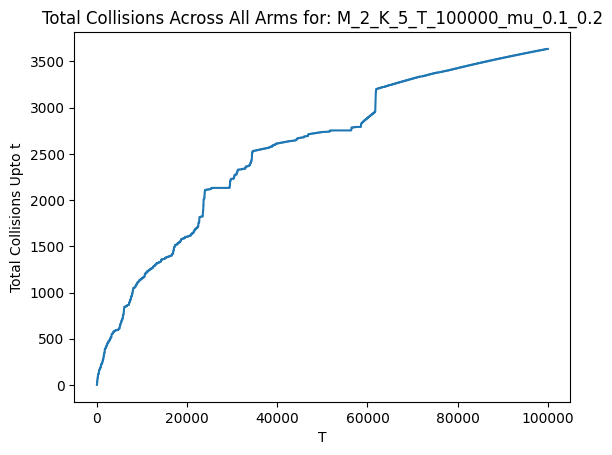 Total Collisions Across All Arms for: M_2_K_5_T_100000_mu_0.1_0.2
3500
3000
2500
2000
1500
1000
500
0
Total Collisions Upto t
0 20000 40000 60000 80000 100000
T